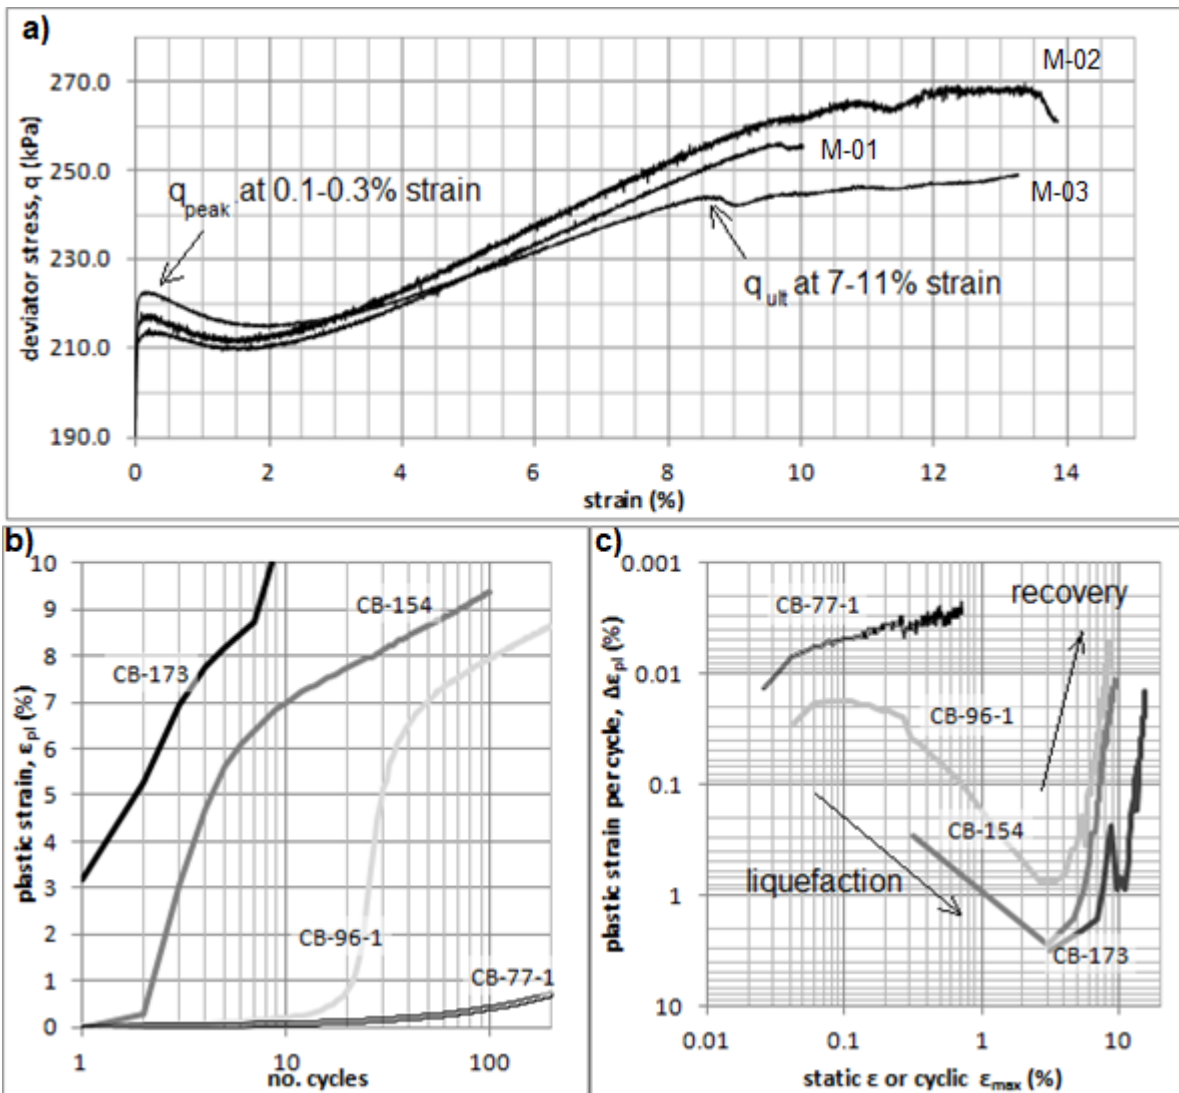 a)
deviator stress, q (kPa)
270.0
250.0
230.0
210.0
190.0
M-02
M-01
M-03
q peak at 0.1-0.3% strain
q ult at 7-11% strain
0 2 4 6 8 10 12 14
strain (%)
b)
plastic strain, εpl (%)
10
9
8
7
6
5
4
3
2
1
0
CB-154
CB-173
CB-96-1
CB-77-1
1 10 100
no. cycles
c)
plastic strain percycle, Δεpl (%)
0.001
0.01
0.1
1
10
CB-77-1
recovery
CB-96-1
CB-154
liquefaction
CB-173
0.01 0.1 1 10
static ε or cyclic εmax (%)